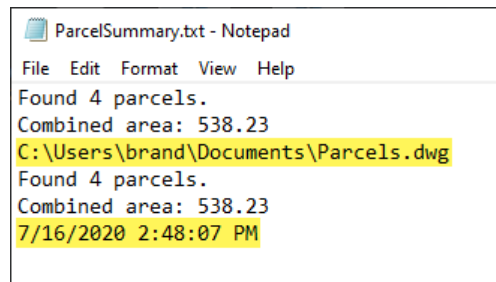 ParcelSummary.txt - Notepad
File Edit Format View Help
Found 4 parcels.
Combined area: 538.23
C:\Users\brand\Documents\Parcels.dwg
Found 4 parcels.
Combined area: 538.23
7/16/2020 2:48:07 PM